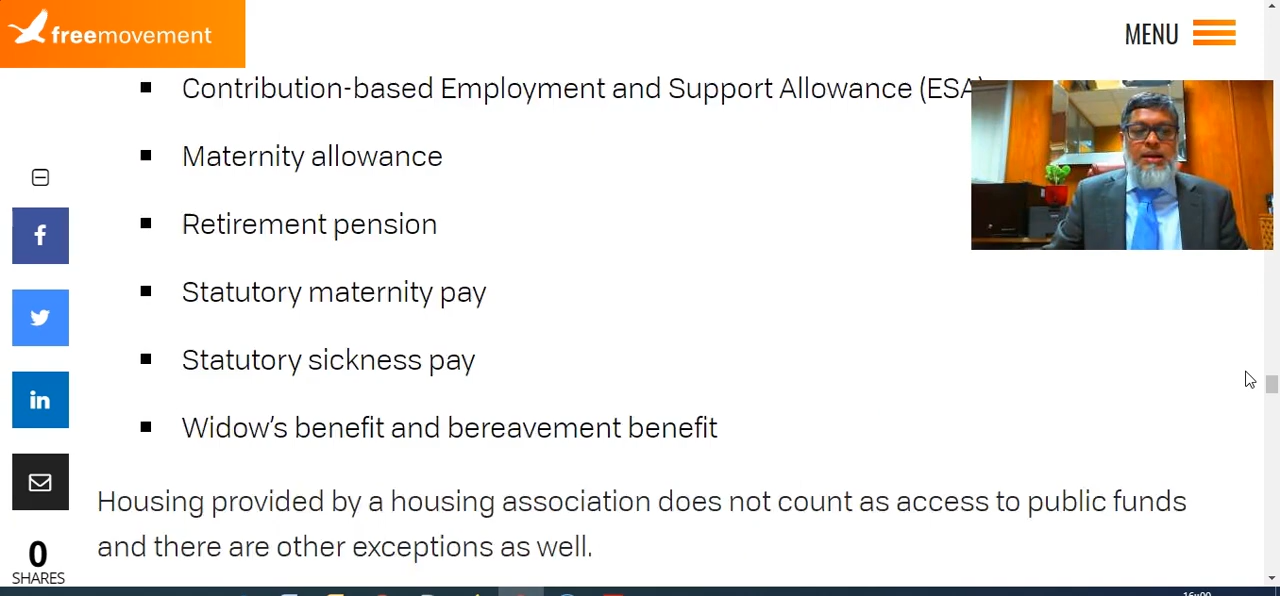 freemovement
MENU
Contribution-based Employment and Support Allowance (ESA)
Maternity allowance
Retirement pension
Statutory maternity pay
Statutory sickness pay
Widow's benefit and bereavement benefit
Housing provided by a housing association does not count as access to public funds
and there are other exceptions as well.
f
in
0
SHARES